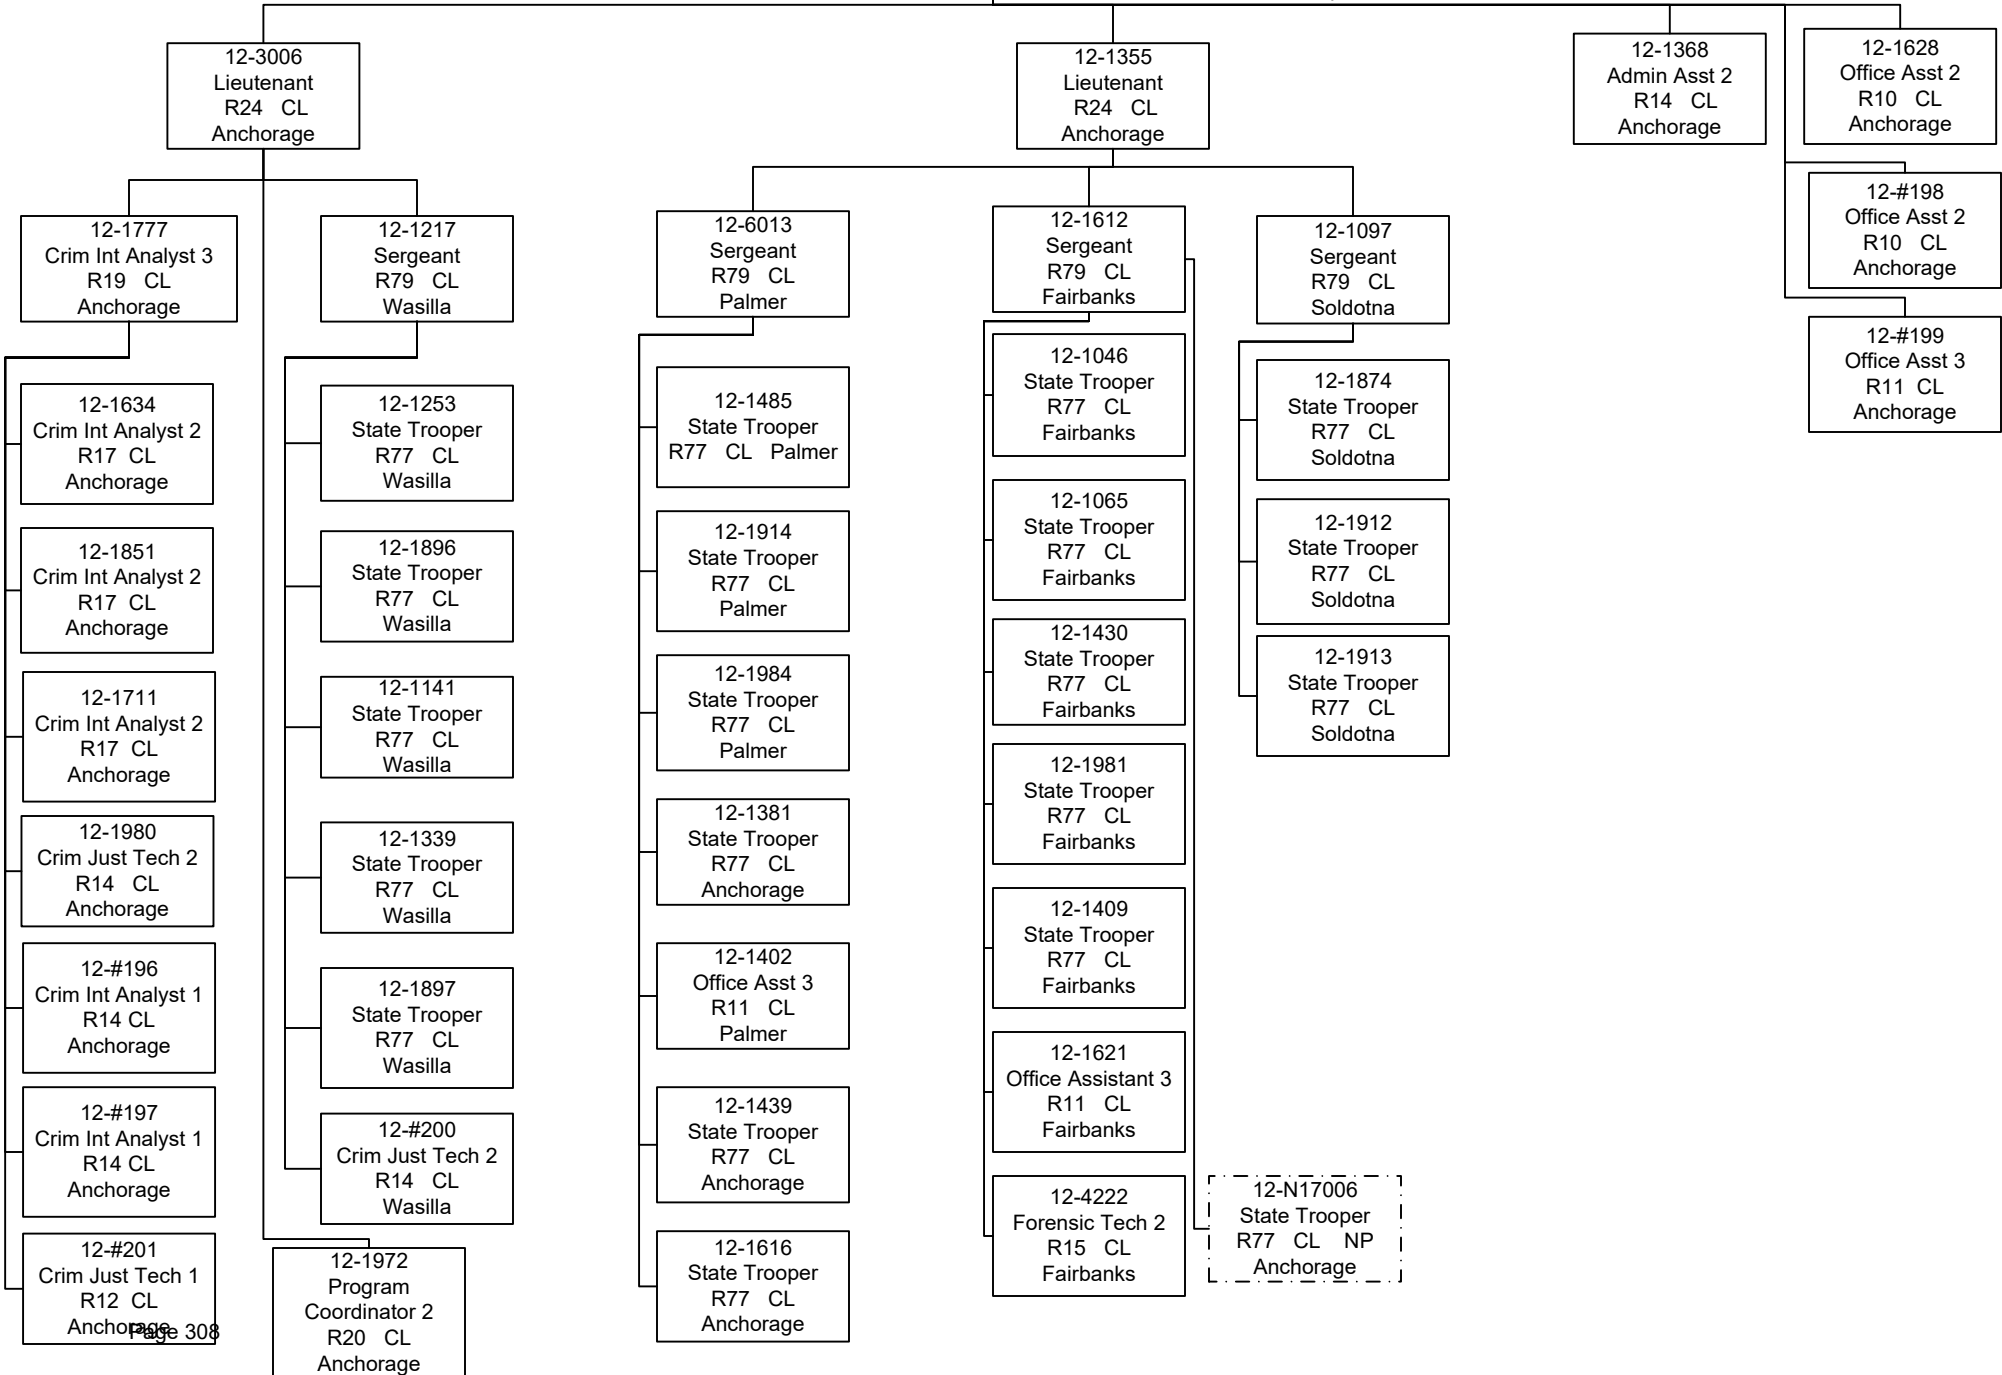 12-3006
Lieutenant
R24 CL
Anchorage
12-1355
Lieutenant
R24 CL
Anchorage
12-1368
Admin Asst 2
R14 CL
Anchorage
12-1628
Office Asst 2
R10 CL
Anchorage
12-#198
Office Asst 2
R10 CL
Anchorage
12-#199
Office Asst 3
R11 CL
Anchorage
12-1777
Crim Int Analyst 3
R19 CL
Anchorage
12-1634
Crim Int Analyst 2
R17 CL
Anchorage
12-1851
Crim Int Analyst 2
R17 CL
Anchorage
12-1711
Crim Int Analyst 2
R17 CL
Anchorage
12-1980
Crim Just Tech 2
R14 CL
Anchorage
12-#196
Crim Int Analyst 1
R14 CL
Anchorage
12-#197
Crim Int Analyst 1
R14 CL
Anchorage
12-#201
Crim Just Tech 1
R12 CL
Anchorage
Page 308
12-1217
Sergeant
R79 CL
Wasilla
12-1253
State Trooper
R77 CL
Wasilla
12-1896
State Trooper
R77 CL
Wasilla
12-1141
State Trooper
R77 CL
Wasilla
12-1339
State Trooper
R77 CL
Wasilla
12-1897
State Trooper
R77 CL
Wasilla
12-#200
Crim Just Tech 2
R14 CL
Wasilla
12-1972
Program
Coordinator 2
R20 CL
Anchorage
12-6013
Sergeant
R79 CL
Palmer
12-1485
State Trooper
R77 CL Palmer
12-1914
State Trooper
R77 CL
Palmer
12-1984
State Trooper
R77 CL
Palmer
12-1381
State Trooper
R77 CL
Anchorage
12-1402
Office Asst 3
R11 CL
Palmer
12-1439
State Trooper
R77 CL
Anchorage
12-1616
State Trooper
R77 CL
Anchorage
12-1612
Sergeant
R79 CL
Fairbanks
12-1046
State Trooper
R77 CL
Fairbanks
12-1065
State Trooper
R77 CL
Fairbanks
12-1430
State Trooper
R77 CL
Fairbanks
12-1981
State Trooper
R77 CL
Fairbanks
12-1409
State Trooper
R77 CL
Fairbanks
12-1621
Office Assistant 3
R11 CL
Fairbanks
12-4222
Forensic Tech 2
R15 CL
Fairbanks
12-N17006
State Trooper
R77 CL NP
Anchorage
12-1097
Sergeant
R79 CL
Soldotna
12-1874
State Trooper
R77 CL
Soldotna
12-1912
State Trooper
R77 CL
Soldotna
12-1913
State Trooper
R77 CL
Soldotna